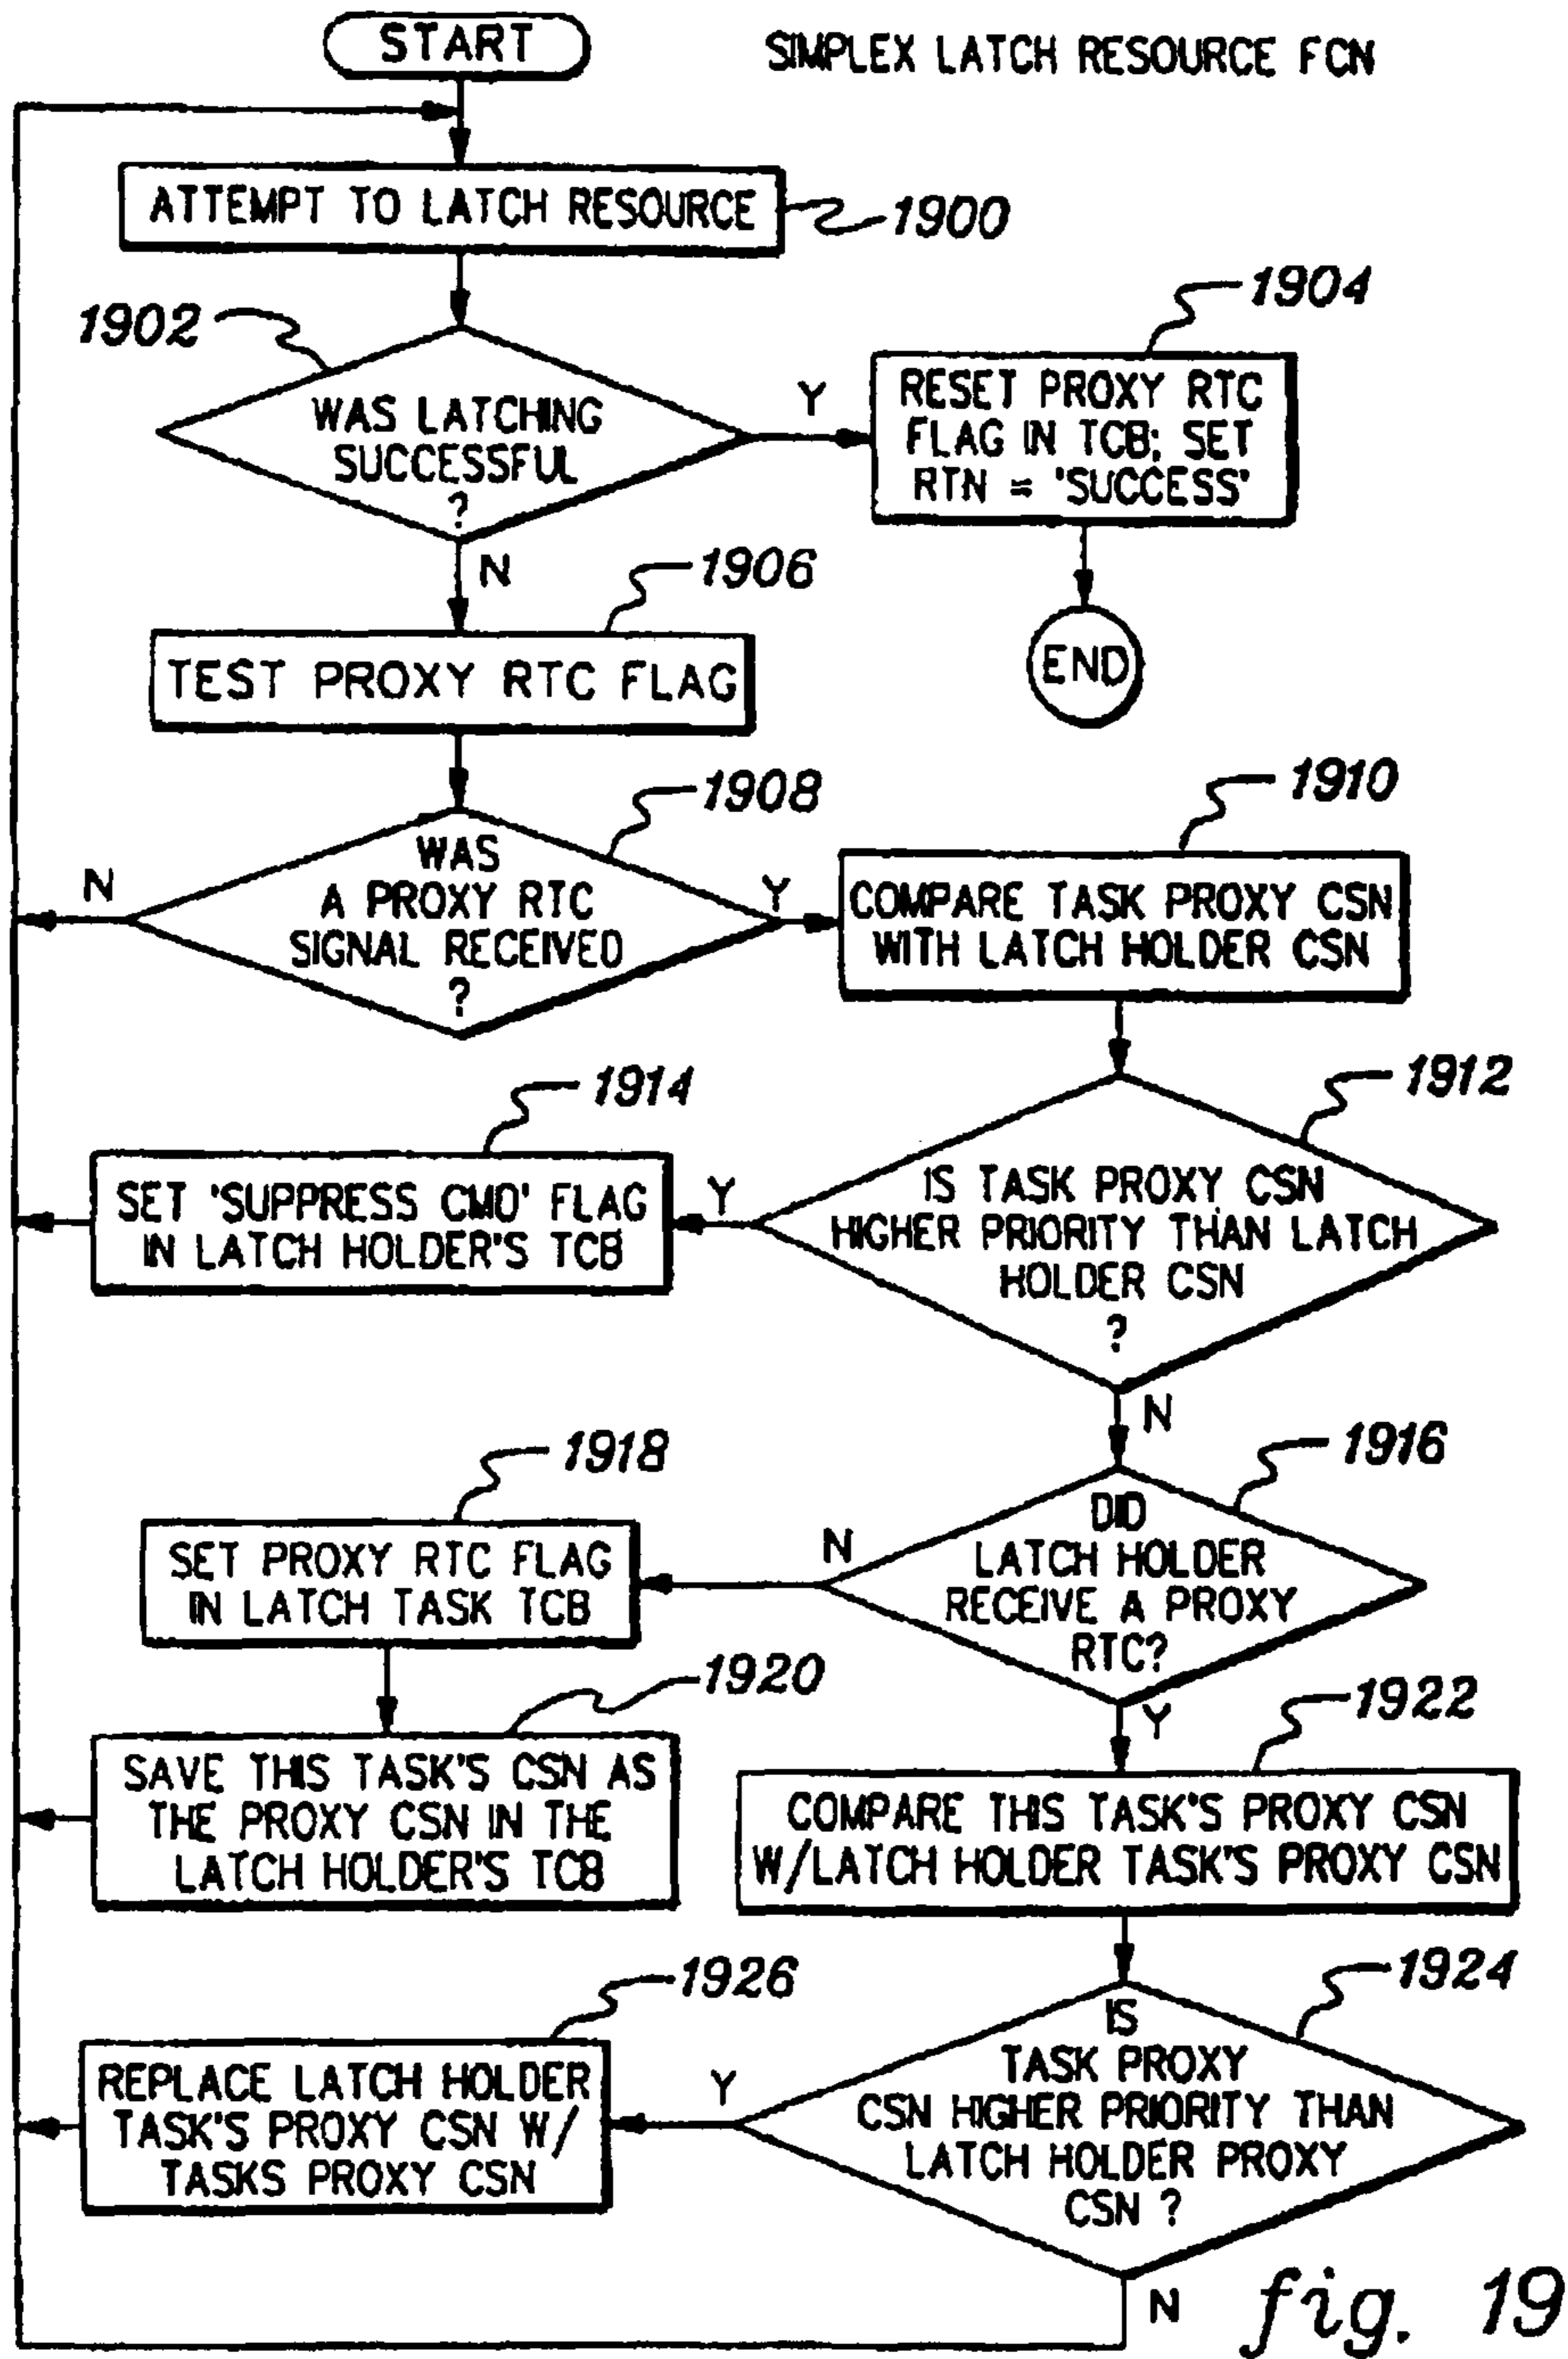 START
SIMPLEX LATCH RESOURCE FCN
ATTEMPT TO LATCH RESOURCE
1900
1902
WAS LATCHING
SUCCESSFUL
?
Y
1904
RESET PROXY RTC
FLAG IN TCB; SET
RTN = 'SUCCESS'
END
N
1906
TEST PROXY RTC FLAG
1908
WAS
A PROXY RTC
SIGNAL RECEIVED
?
N
Y
1910
COMPARE TASK PROXY CSN
WITH LATCH HOLDER CSN
1912
IS TASK PROXY CSN
HIGHER PRIORITY THAN LATCH
HOLDER CSN
?
Y
1914
SET 'SUPPRESS CMO' FLAG
IN LATCH HOLDER'S TCB
N
1916
DID
LATCH HOLDER
RECEIVE A PROXY
RTC?
N
1918
SET PROXY RTC FLAG
IN LATCH TASK TCB
1920
SAVE THIS TASK'S CSN AS
THE PROXY CSN IN THE
LATCH HOLDER'S TCB
Y
1922
COMPARE THIS TASK'S PROXY CSN
W/LATCH HOLDER TASK'S PROXY CSN
1924
IS
TASK PROXY
CSN HIGHER PRIORITY THAN
LATCH HOLDER PROXY
CSN ?
Y
1926
REPLACE LATCH HOLDER
TASK'S PROXY CSN W/
TASKS PROXY CSN
N
fig. 19